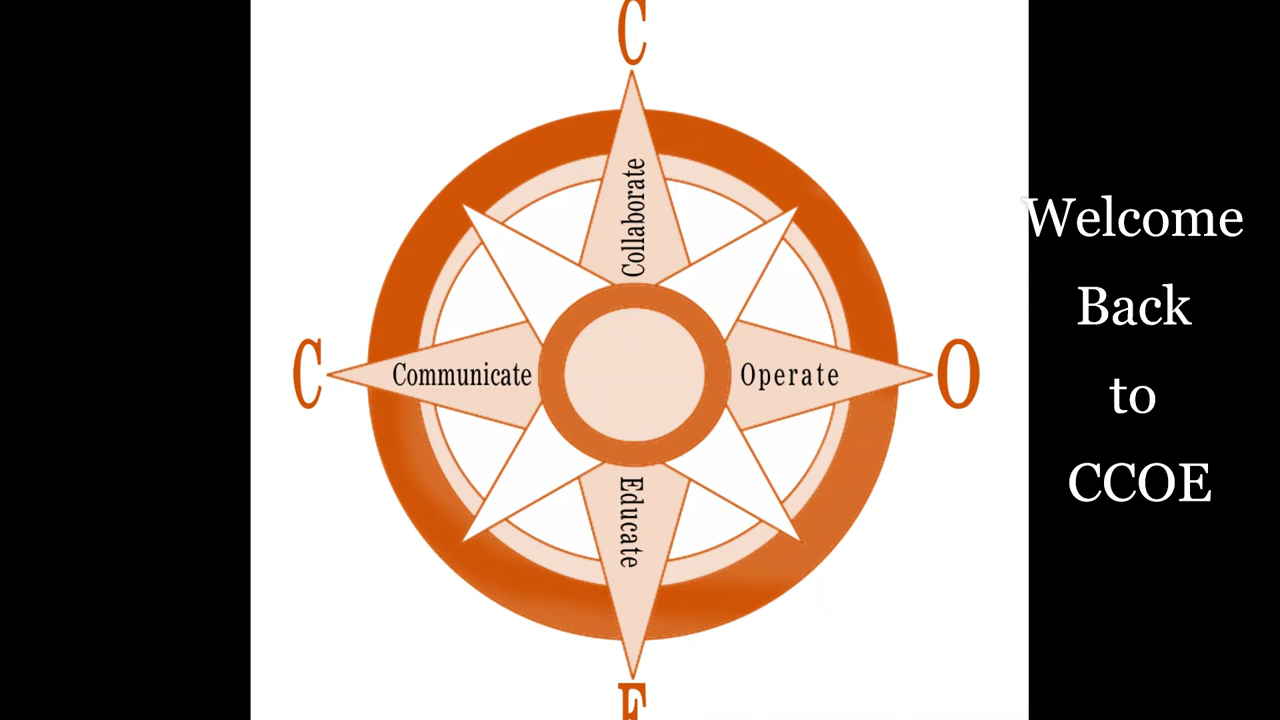 C
Collaborate
C
Communicate
Operate
O
Educate
E
Welcome
Back
to
CCOE